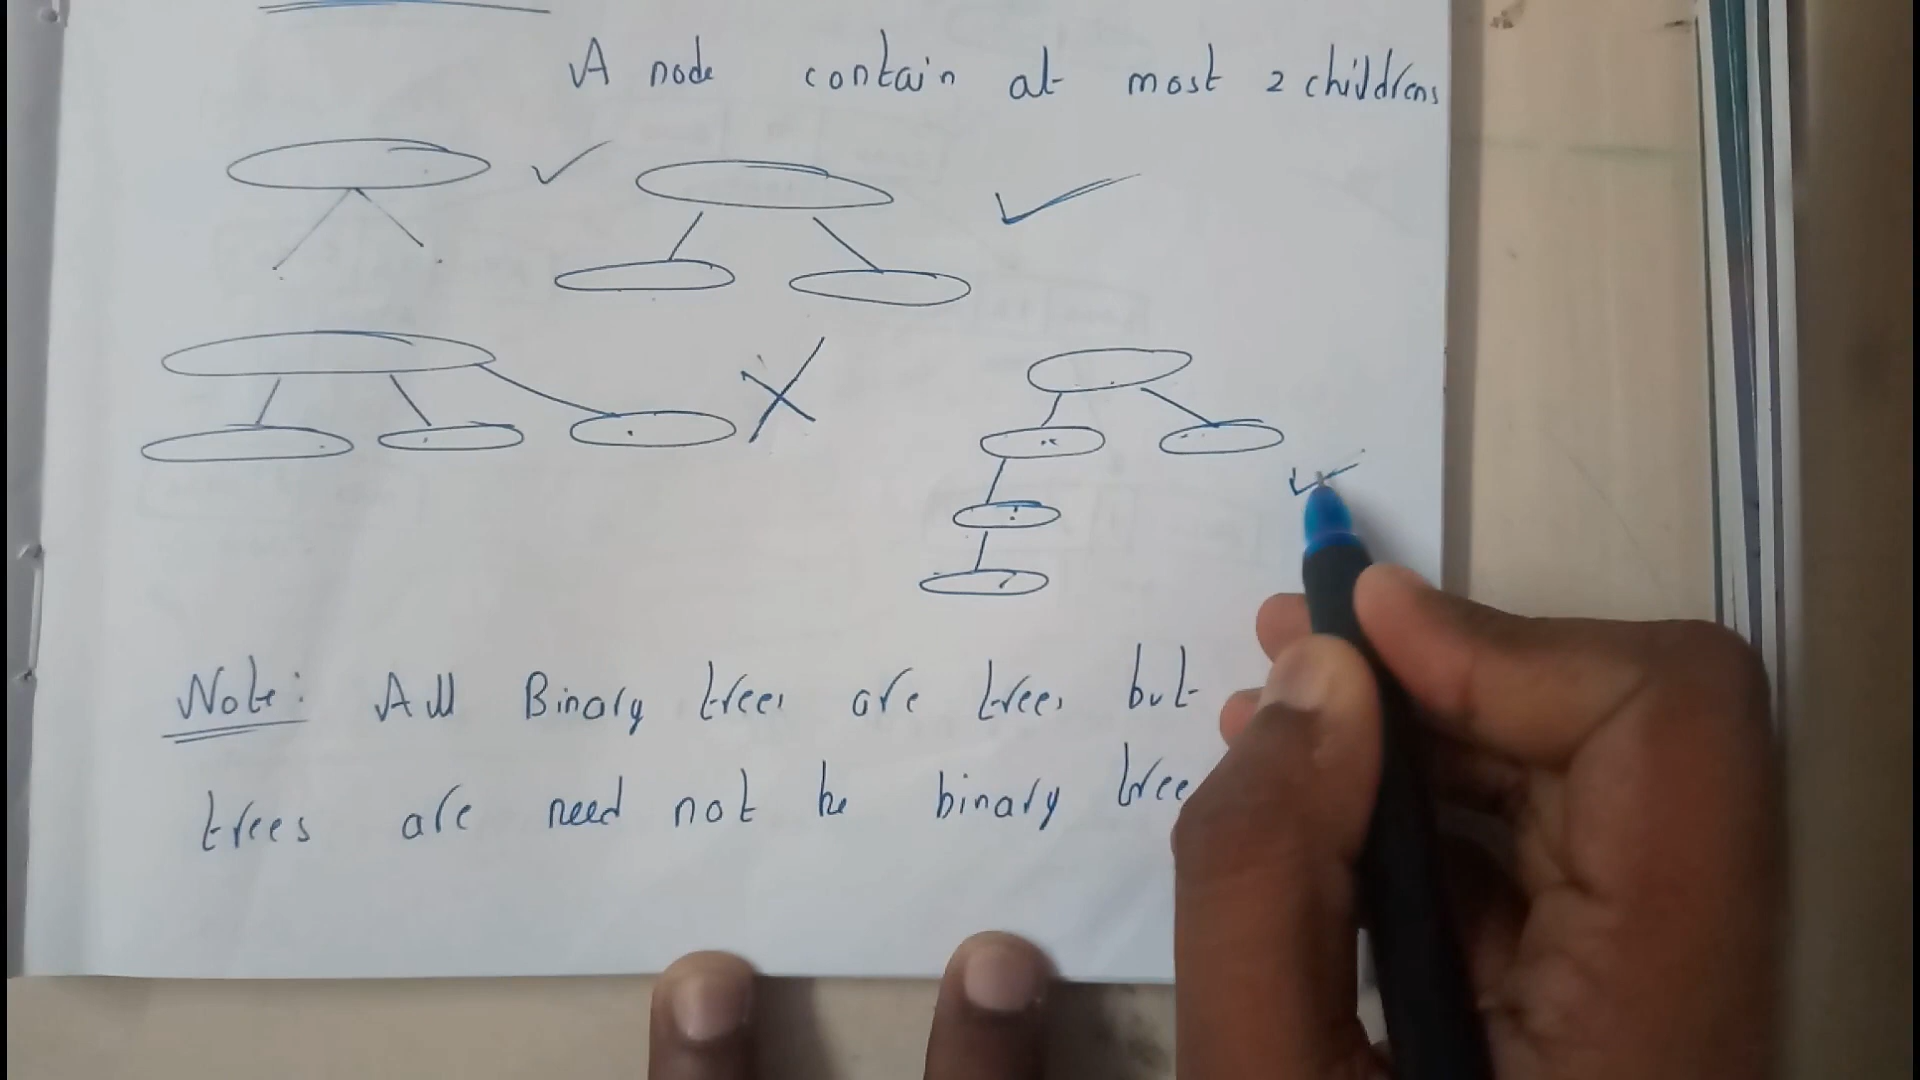 A node contain at most 2 childrens
Note: All Binary trees are trees but
trees are need not be binary tree